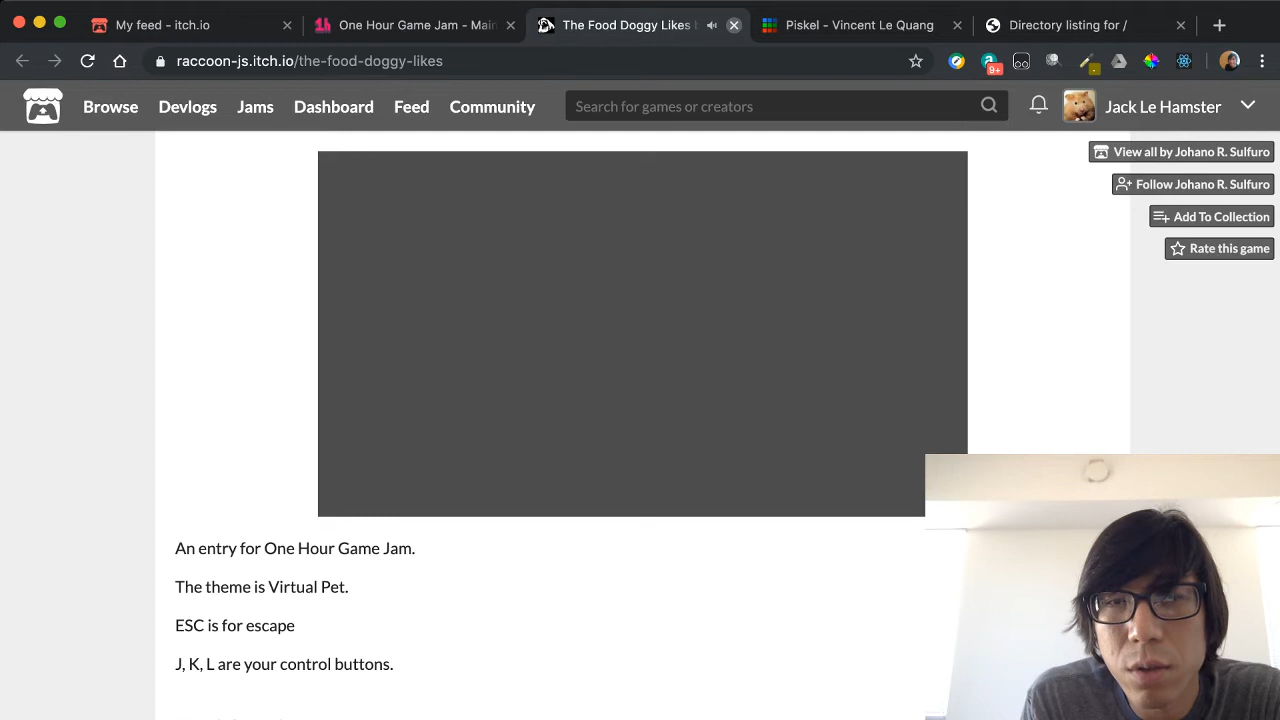 My feed - itch.io
One Hour Game Jam - Main
The Food Doggy Likes
Piskel - Vincent Le Quang
Directory listing for /
raccoon-js.itch.io/the-food-doggy-likes
9+
Browse
Devlogs
Jams
Dashboard
Feed
Community
Search for games or creators
Jack Le Hamster
View all by Johano R. Sulfuro
Follow Johano R. Sulfuro
Add To Collection
Rate this game
An entry for One Hour Game Jam.
The theme is Virtual Pet.
ESC is for escape
J, K, L are your control buttons.